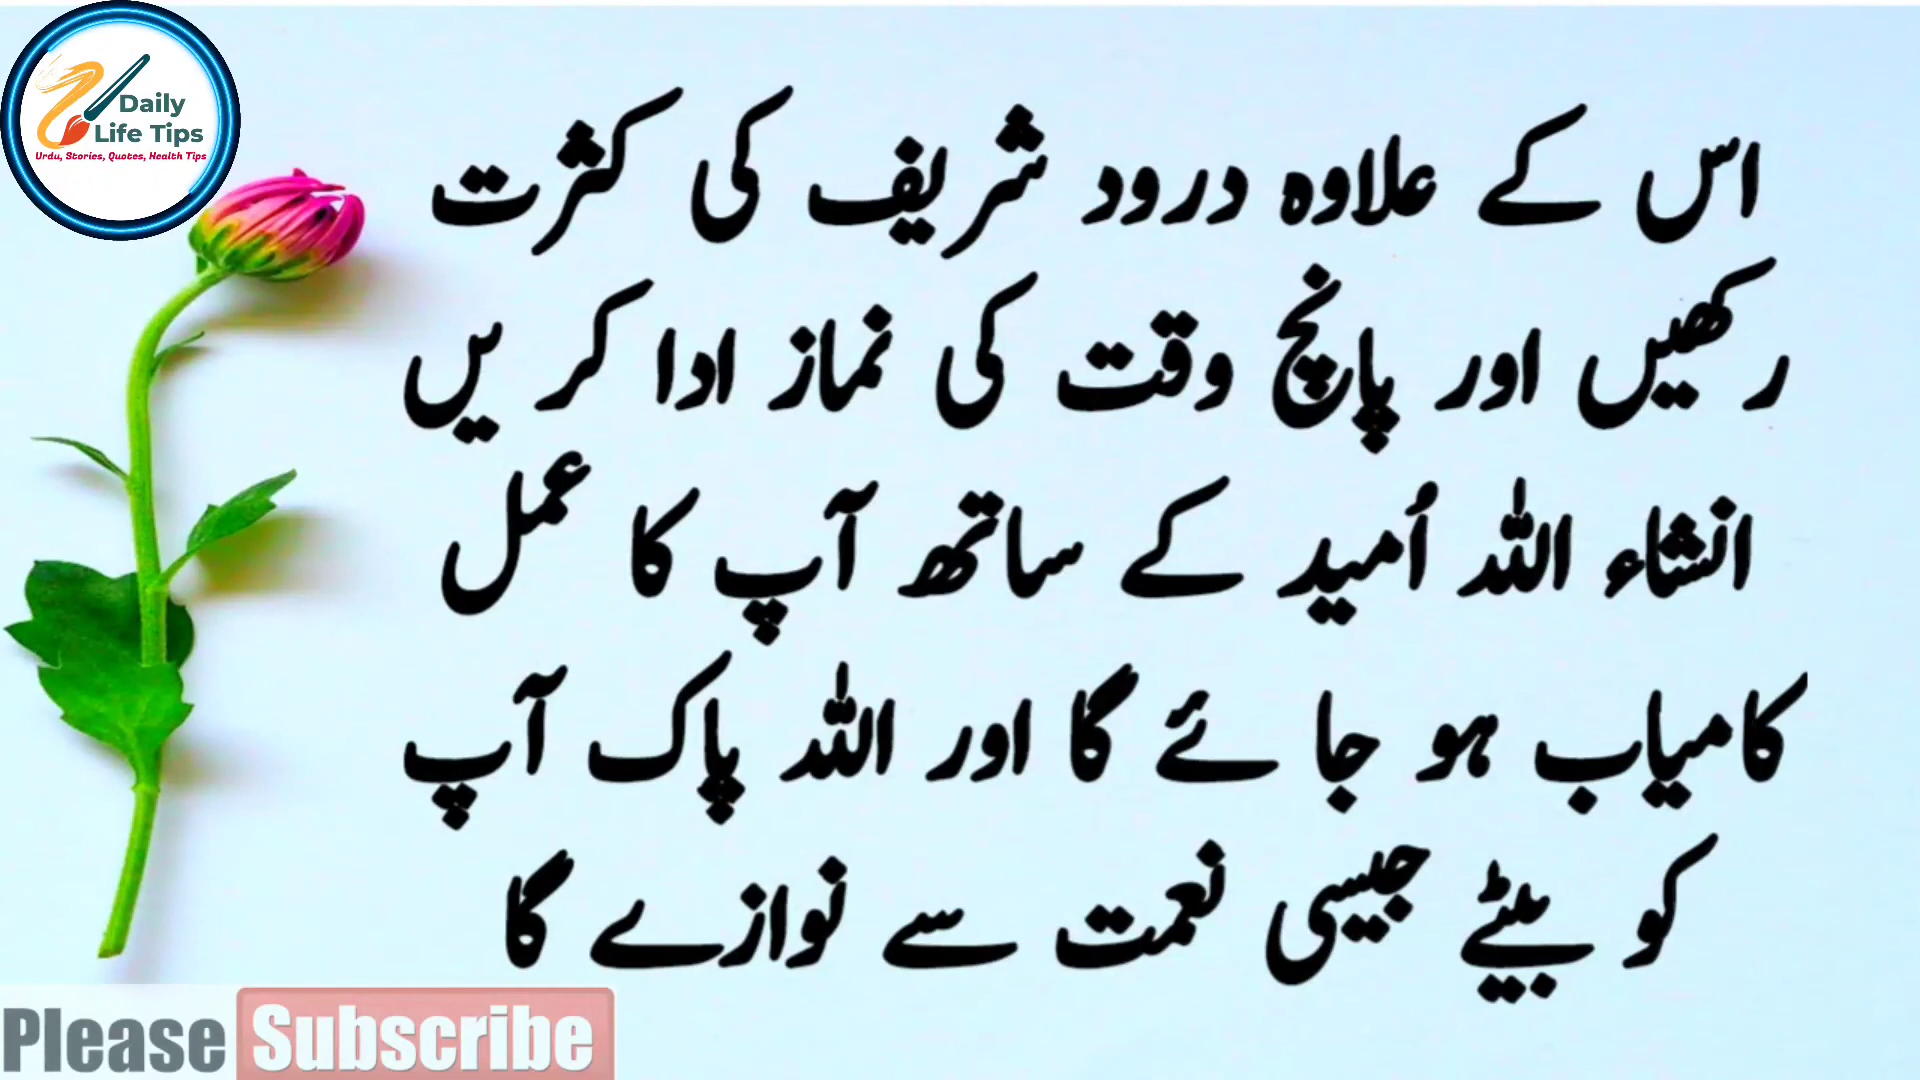 Daily
Life Tips
Urdu, Stories, Quotes, Health Tips
اس کے علاوہ درود شریف کی کثرت
رکھیں اور پانچ وقت کی نماز ادا کریں
انشاء اللہ اُمید کے ساتھ آپ کا عمل
کامیاب ہو جائے گا اور اللہ پاک آپ
کو بیٹے جیسی نعمت سے نوازے گا
Please Subscribe